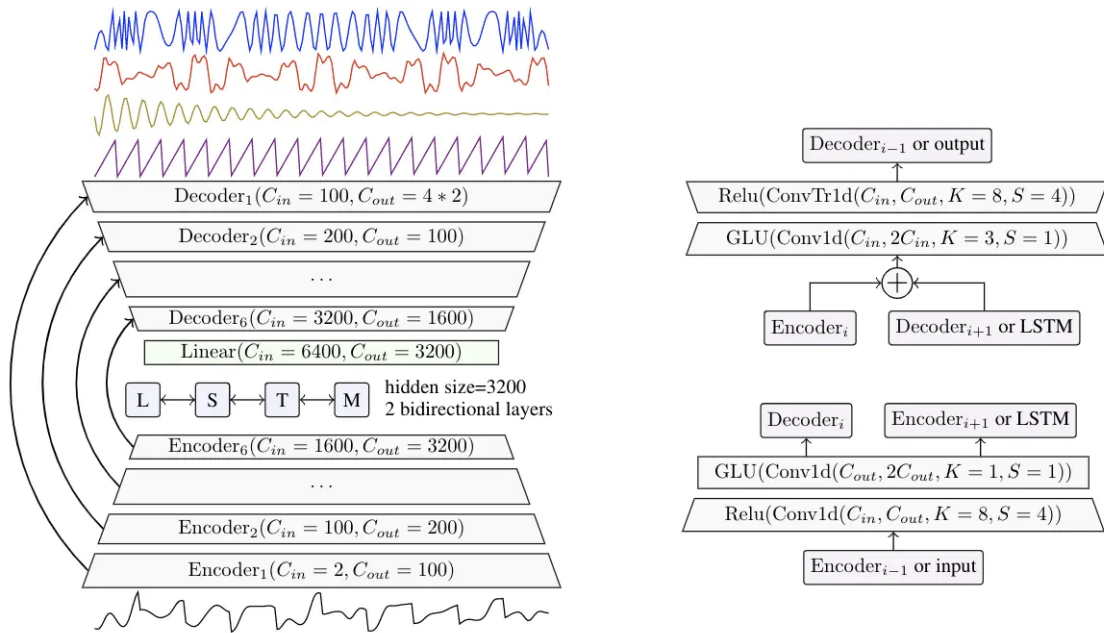 Decoder₁(C_in = 100, C_out = 4 * 2)
Decoder₂(C_in = 200, C_out = 100)
...
Decoder₆(C_in = 3200, C_out = 1600)
Linear(C_in = 6400, C_out = 3200)
L S T M
hidden size=3200
2 bidirectional layers
Encoder₆(C_in = 1600, C_out = 3200)
...
Encoder₂(C_in = 100, C_out = 200)
Encoder₁(C_in = 2, C_out = 100)
Decoder_{i−1} or output
Relu(ConvTr1d(C_in, C_out, K = 8, S = 4))
GLU(Conv1d(C_in, 2C_in, K = 3, S = 1))
+
Encoder_i
Decoder_{i+1} or LSTM
Decoder_i
Encoder_{i+1} or LSTM
GLU(Conv1d(C_out, 2C_out, K = 1, S = 1))
Relu(Conv1d(C_in, C_out, K = 8, S = 4))
Encoder_{i−1} or input